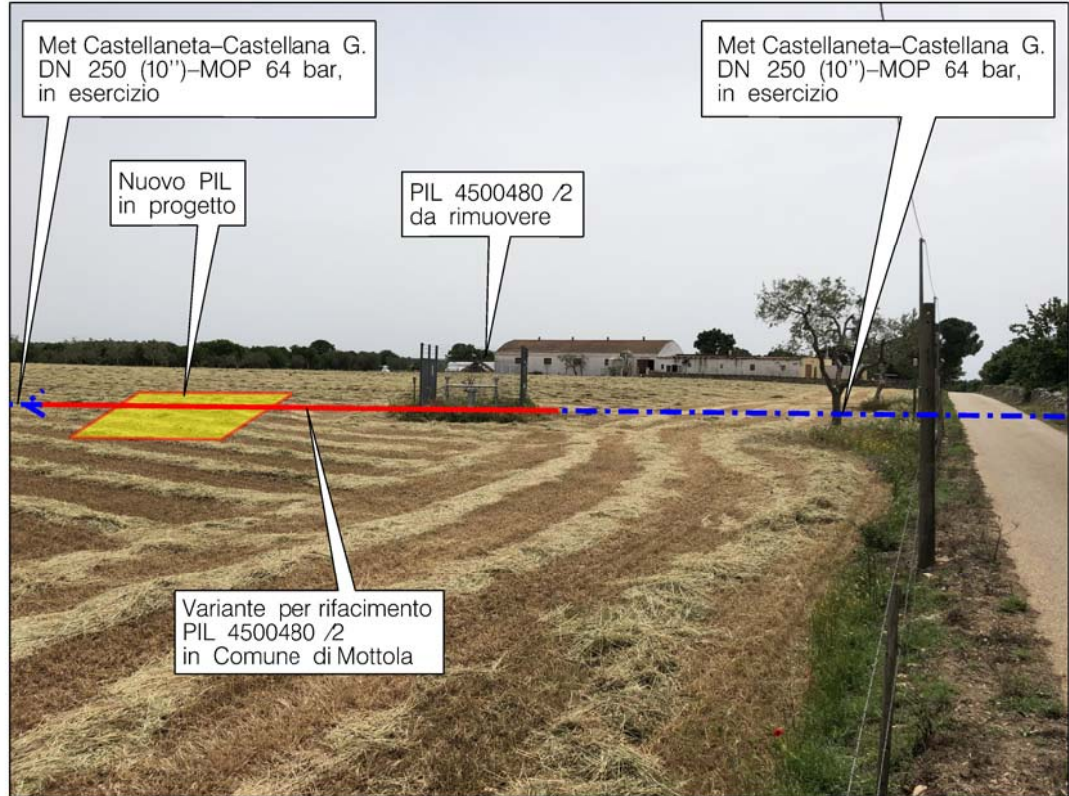 Met Castellaneta–Castellana G.
DN 250 (10'')–MOP 64 bar,
in esercizio
Met Castellaneta–Castellana G.
DN 250 (10'')–MOP 64 bar,
in esercizio
Nuovo PIL
in progetto
PIL 4500480 /2
da rimuovere
Variante per rifacimento
PIL 4500480 /2
in Comune di Mottola